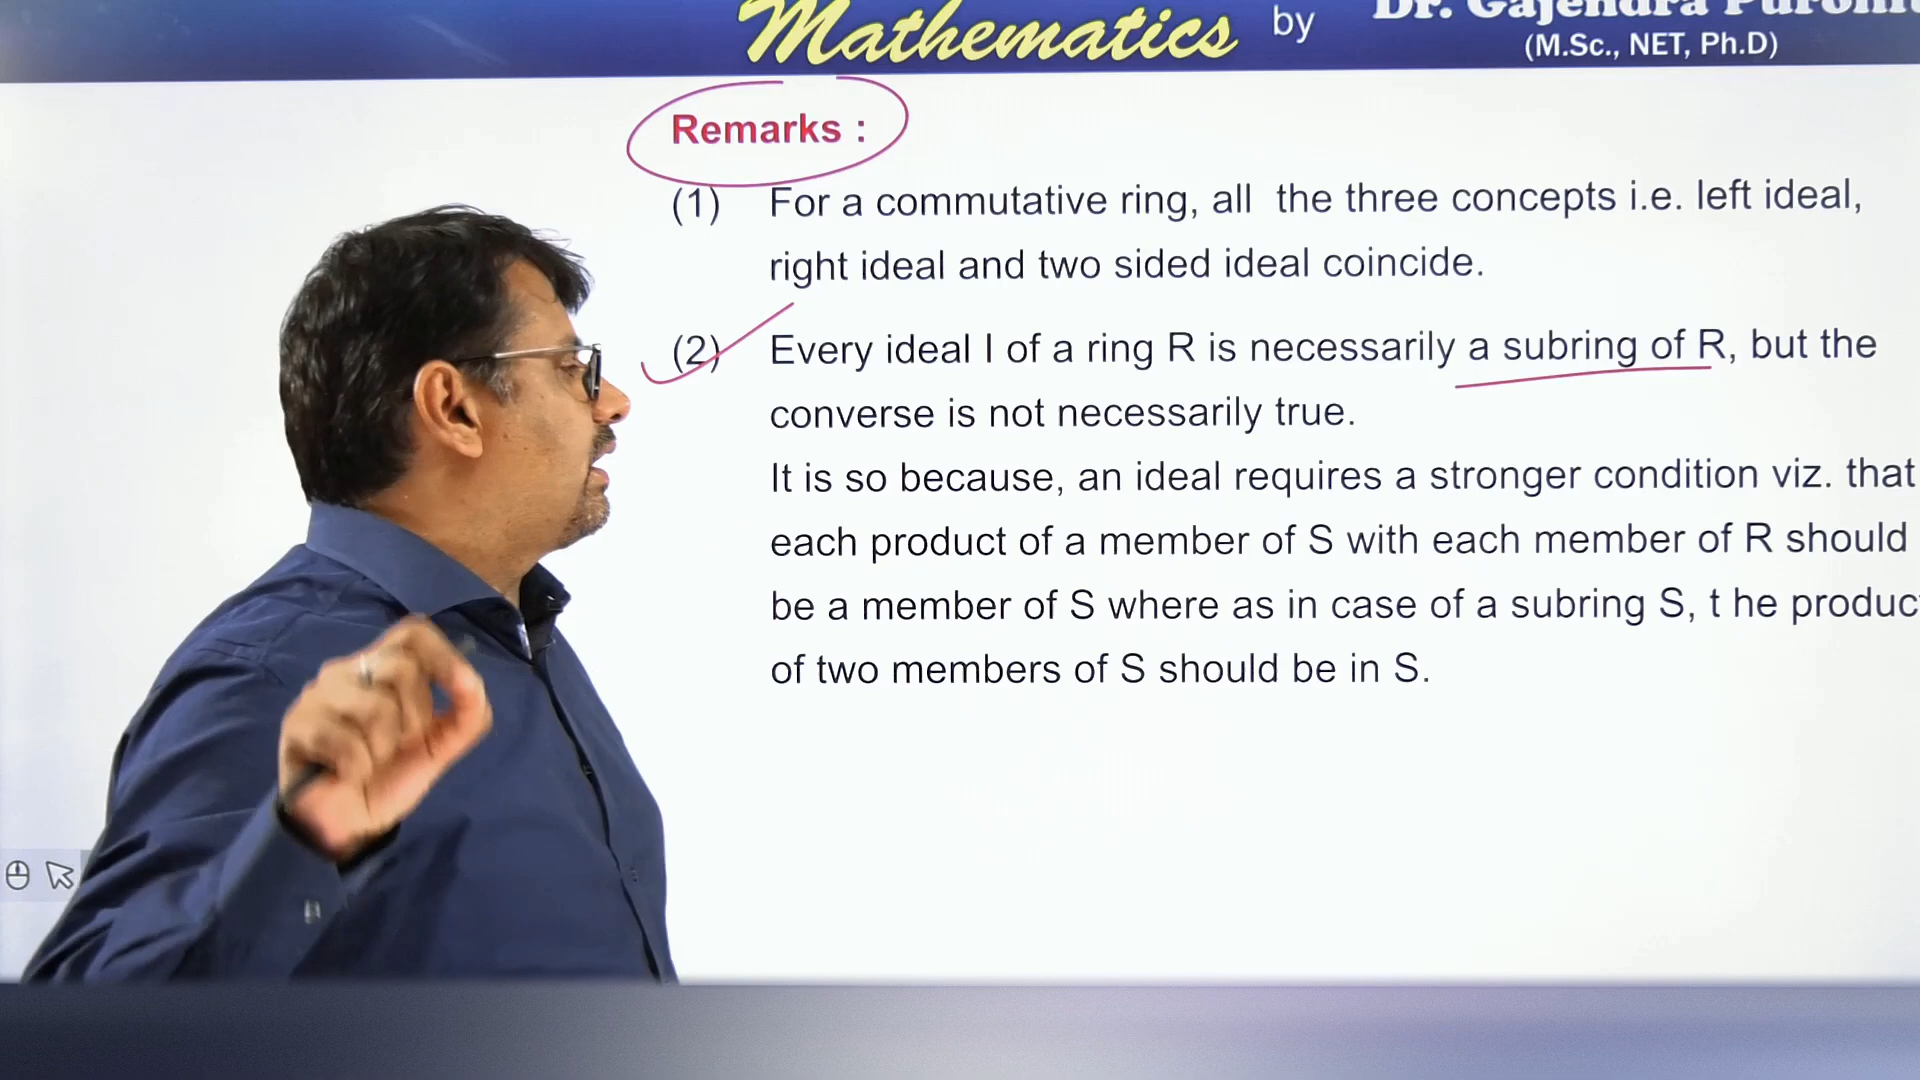 Mathematics by
(M.Sc., NET, Ph.D)
Remarks :
(1) For a commutative ring, all the three concepts i.e. left ideal,
right ideal and two sided ideal coincide.
(2) Every ideal I of a ring R is necessarily a subring of R, but the
converse is not necessarily true.
It is so because, an ideal requires a stronger condition viz. that
each product of a member of S with each member of R should
be a member of S where as in case of a subring S, t he produc
of two members of S should be in S.